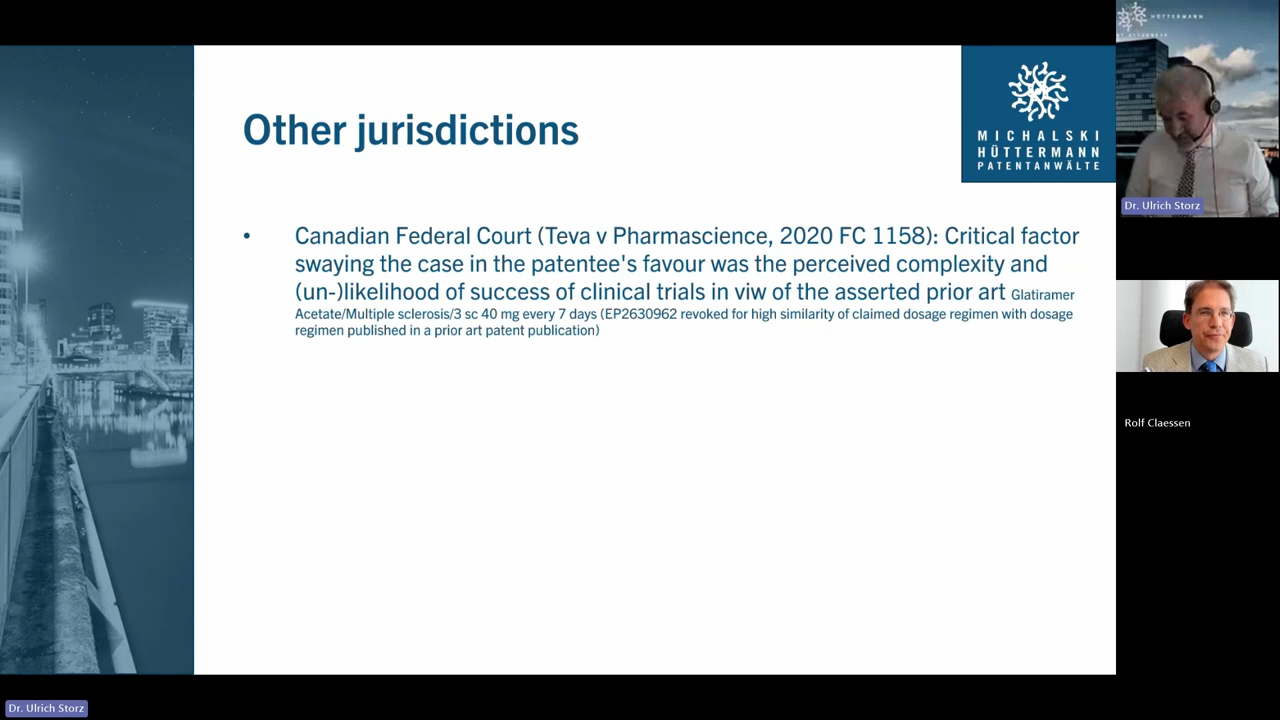 Other jurisdictions
MICHALSKI
HÜTTERMANN
PATENTANWÄLTE
• Canadian Federal Court (Teva v Pharmascience, 2020 FC 1158): Critical factor
swaying the case in the patentee's favour was the perceived complexity and
(un-)likelihood of success of clinical trials in viw of the asserted prior art Glatiramer
Acetate/Multiple sclerosis/3 sc 40 mg every 7 days (EP2630962 revoked for high similarity of claimed dosage regimen with dosage
regimen published in a prior art patent publication)
HÜTTERMANN
Dr. Ulrich Storz
Rolf Claessen
Dr. Ulrich Storz